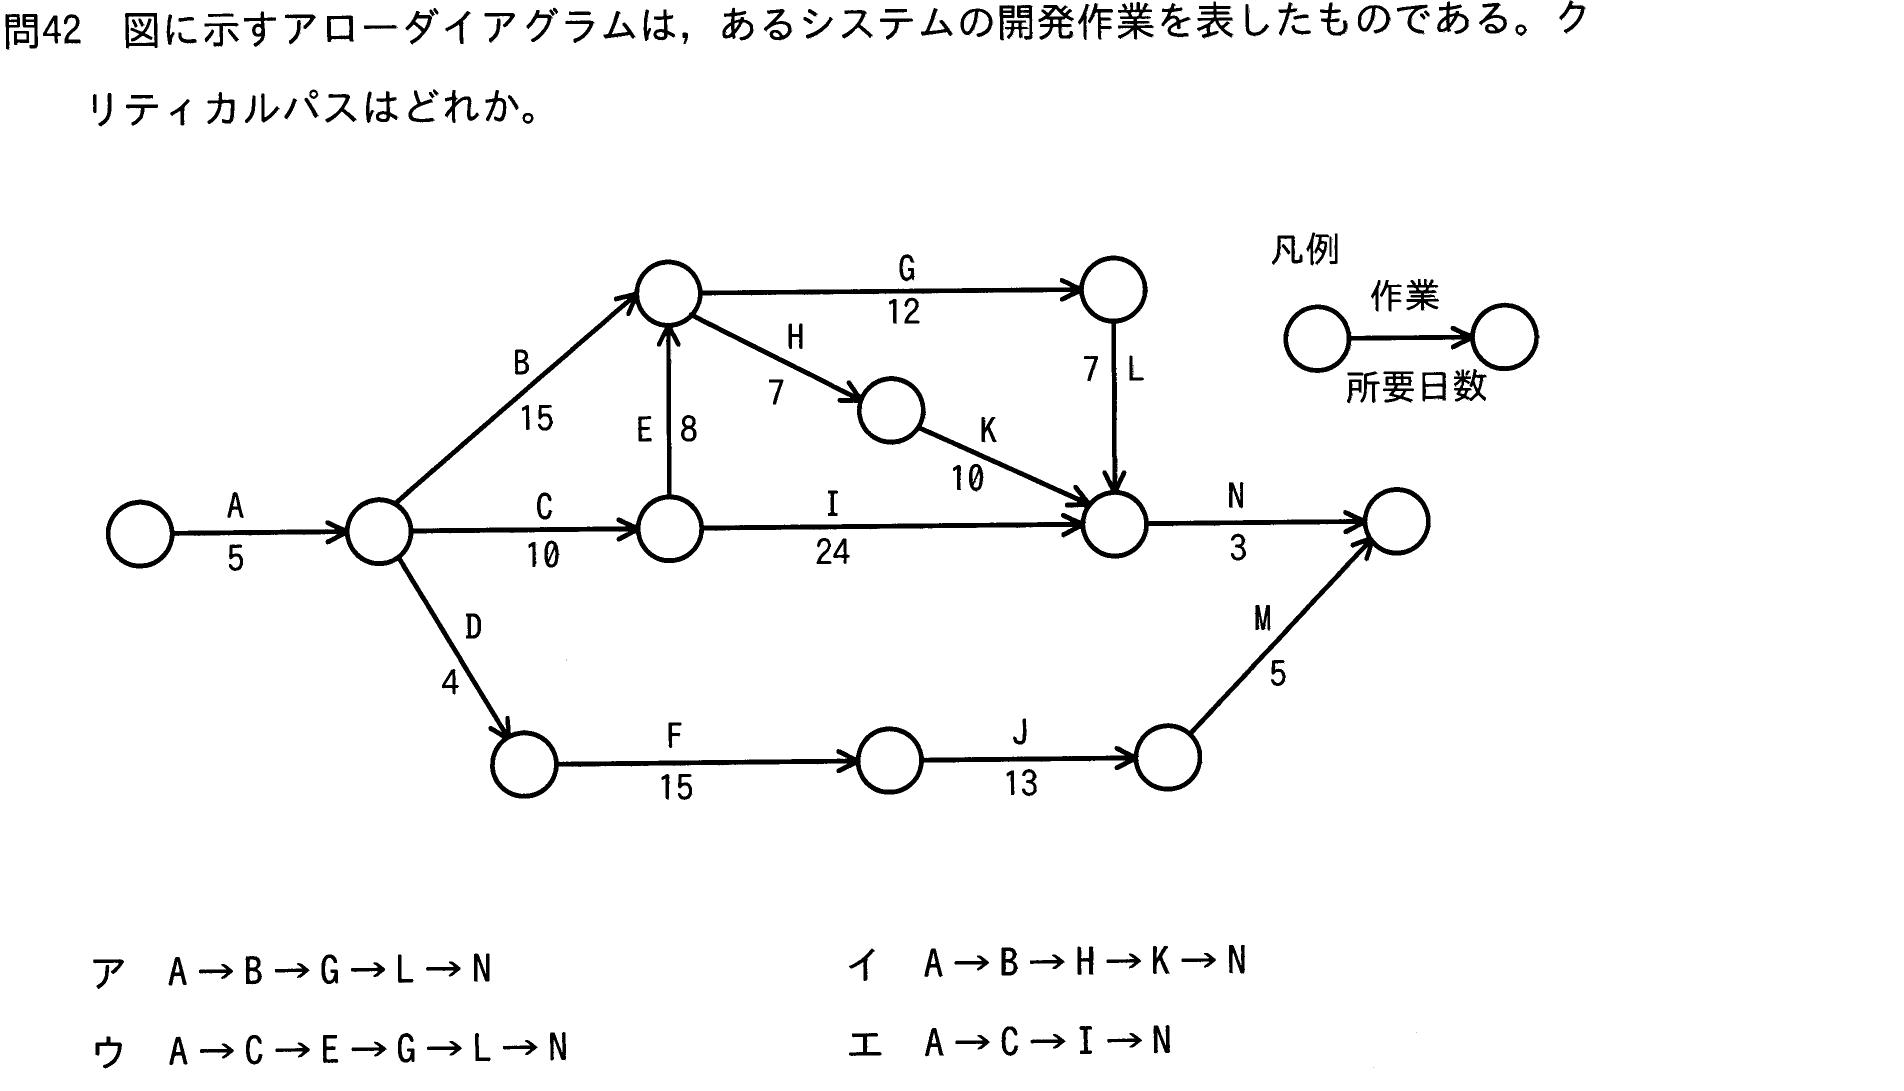 問42 図に示すアローダイアグラムは，あるシステムの開発作業を表したものである。ク
リティカルパスはどれか。
凡例
作業
所要日数
G
12
H
7
7 L
B
15
E 8
K
10
A
5
C
10
I
24
N
3
D
4
M
5
F
15
J
13
ア A→B→G→L→N
イ A→B→H→K→N
ウ A→C→E→G→L→N
エ A→C→I→N